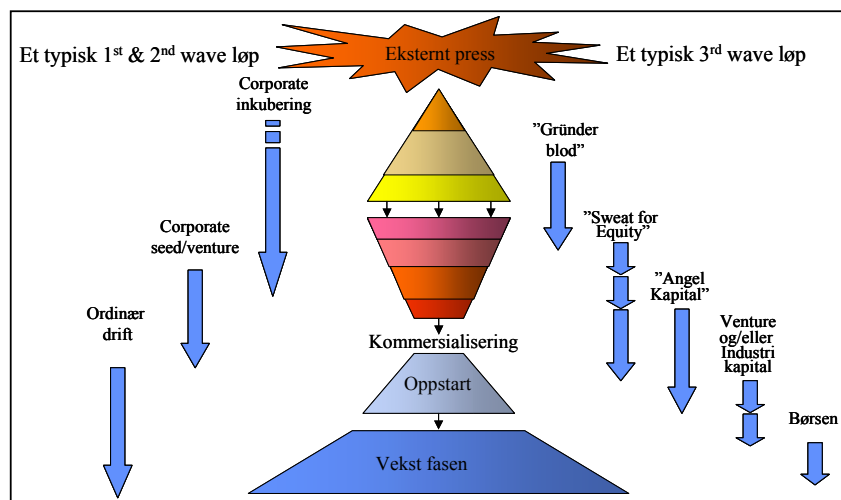 Et typisk 1st & 2nd wave løp
Eksternt press
Et typisk 3rd wave løp
Corporate
inkubering
”Gründer
blod”
Corporate
seed/venture
”Sweat for
Equity”
”Angel
Kapital”
Ordinær
drift
Venture
og/eller
Industri
kapital
Kommersialisering
Oppstart
Børsen
Vekst fasen